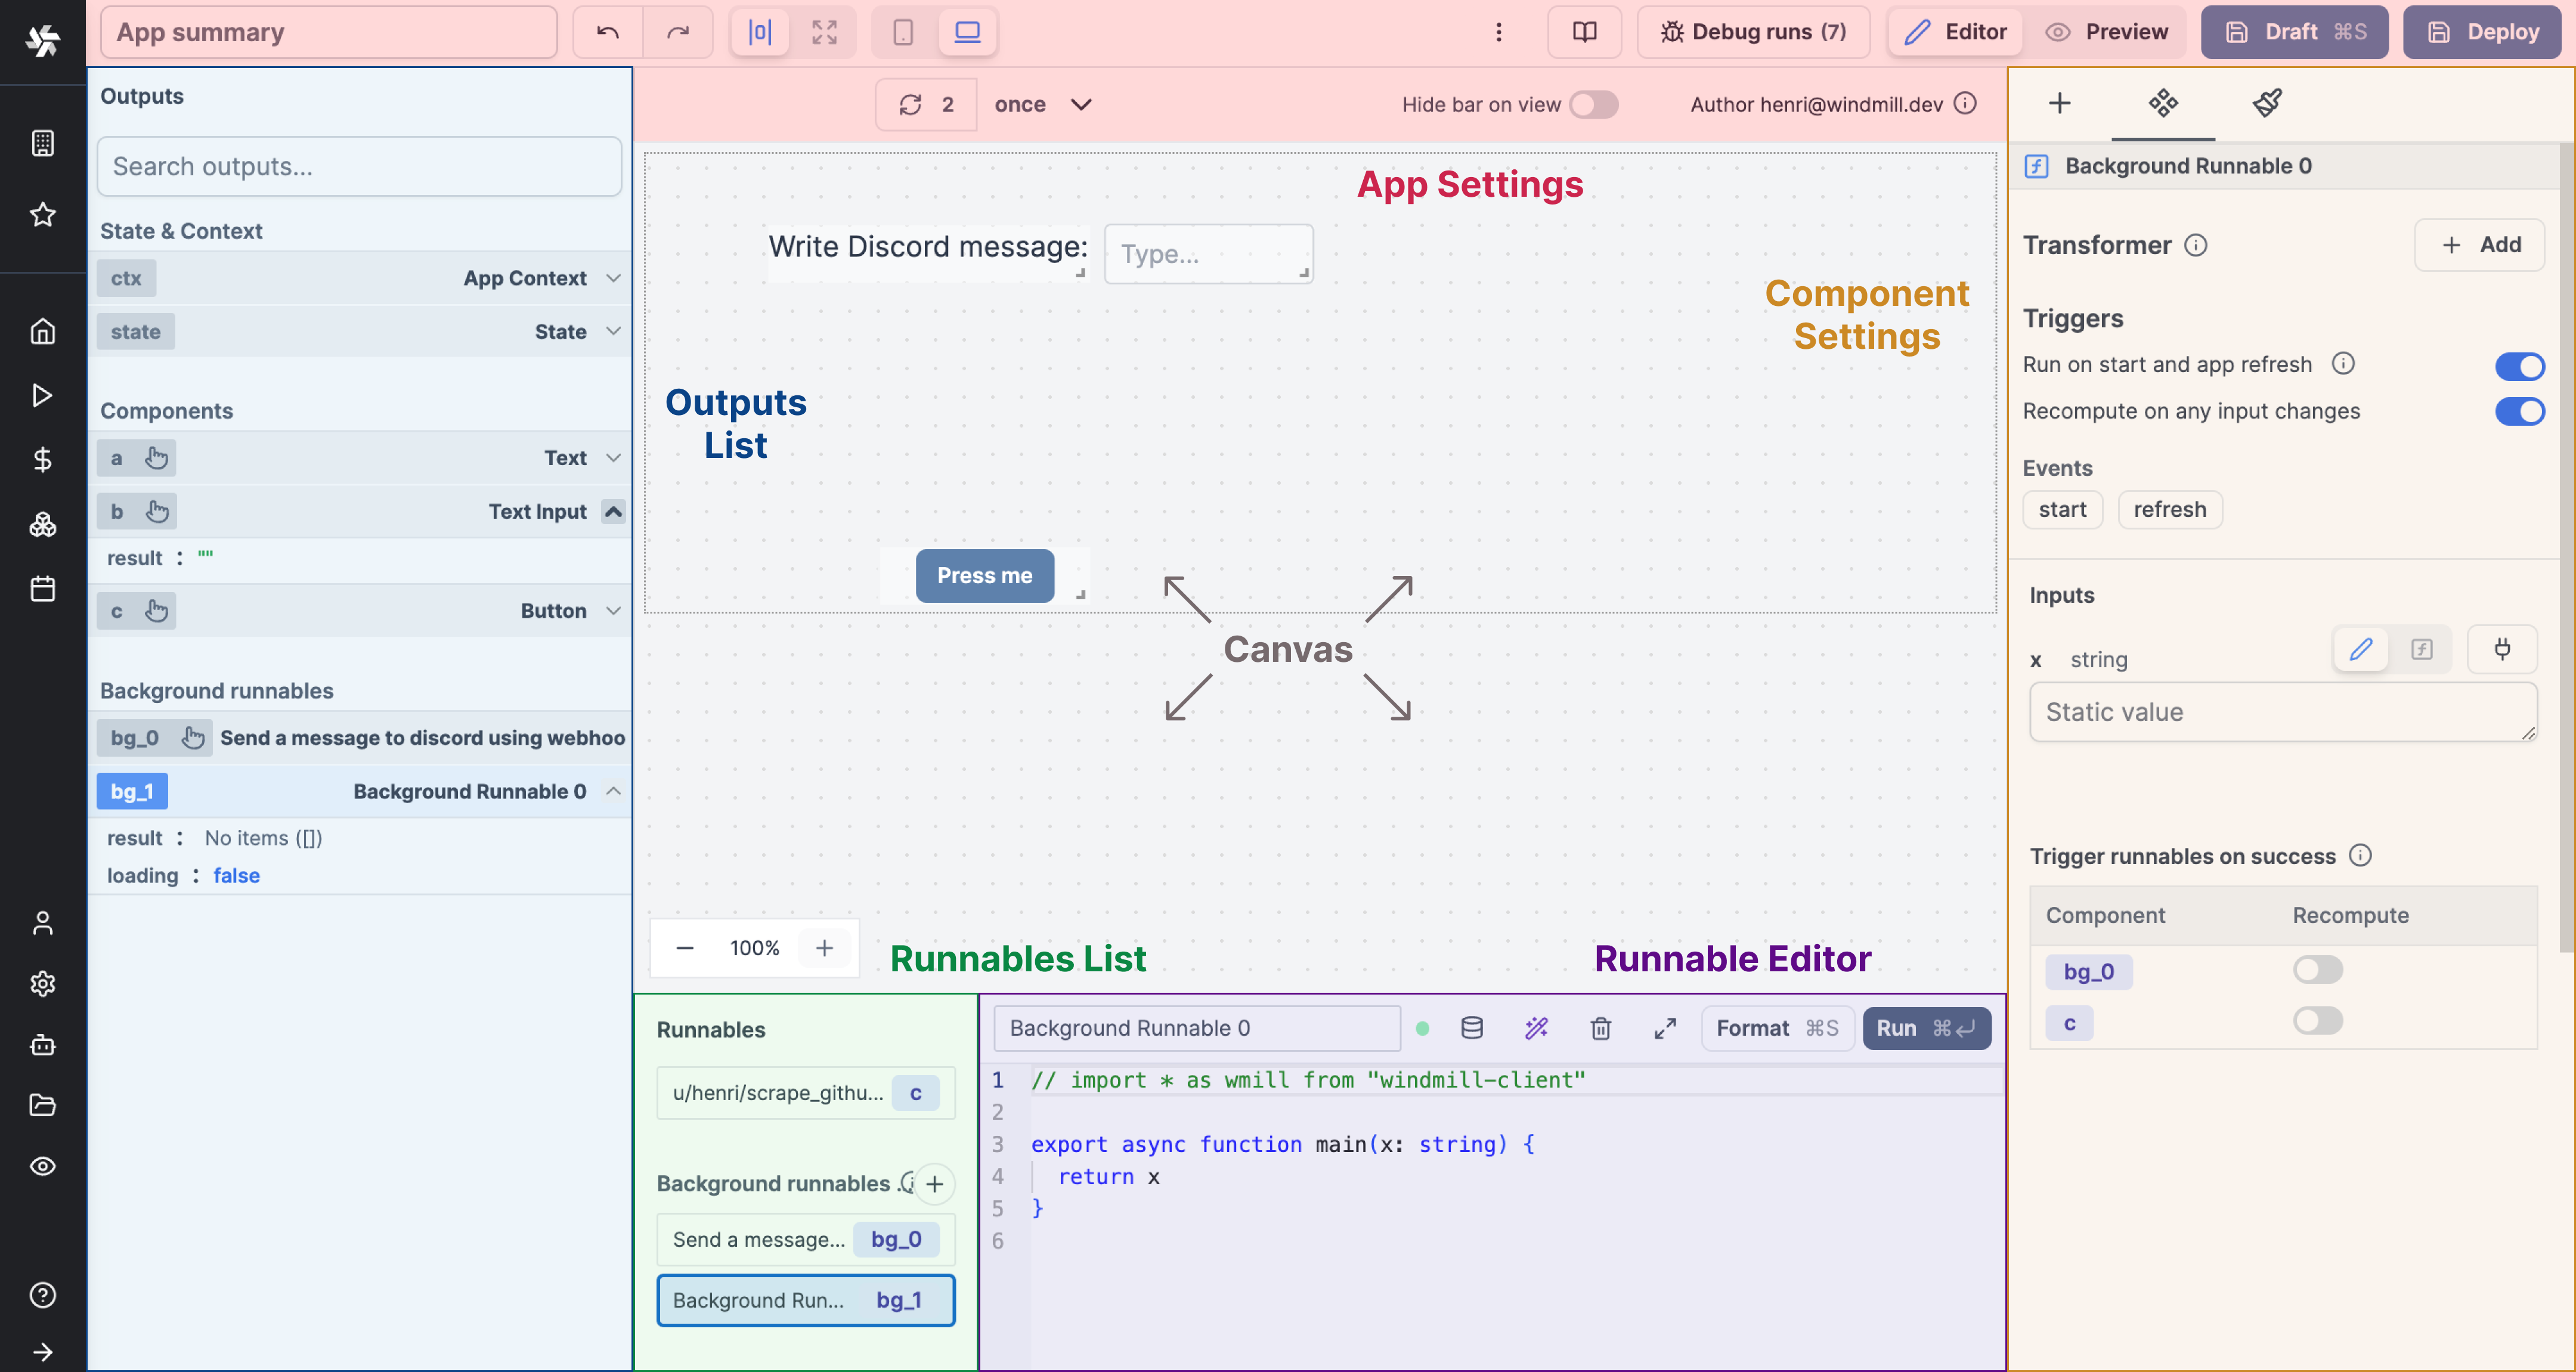 App summary
Debug runs (7)
Editor
Preview
Draft ⌘S
Deploy
2
once
Hide bar on view
Author henri@windmill.dev
Outputs
Search outputs...
State & Context
ctx
App Context
state
State
Components
a
Text
b
Text Input
result : ""
c
Button
Background runnables
bg_0
Send a message to discord using webhoo
bg_1
Background Runnable 0
result : No items ([])
loading : false
App Settings
Write Discord message:
Type...
Component
Settings
Outputs
List
Press me
Canvas
100%
Runnables List
Runnable Editor
Runnables
u/henri/scrape_githu...
c
Background runnables
Send a message...
bg_0
Background Run...
bg_1
Background Runnable 0
Format ⌘S
Run ⌘
1 // import * as wmill from "windmill-client"
2
3 export async function main(x: string) {
4 return x
5 }
6
Background Runnable 0
Transformer
Add
Triggers
Run on start and app refresh
Recompute on any input changes
Events
start
refresh
Inputs
x string
Static value
Trigger runnables on success
Component Recompute
bg_0
c